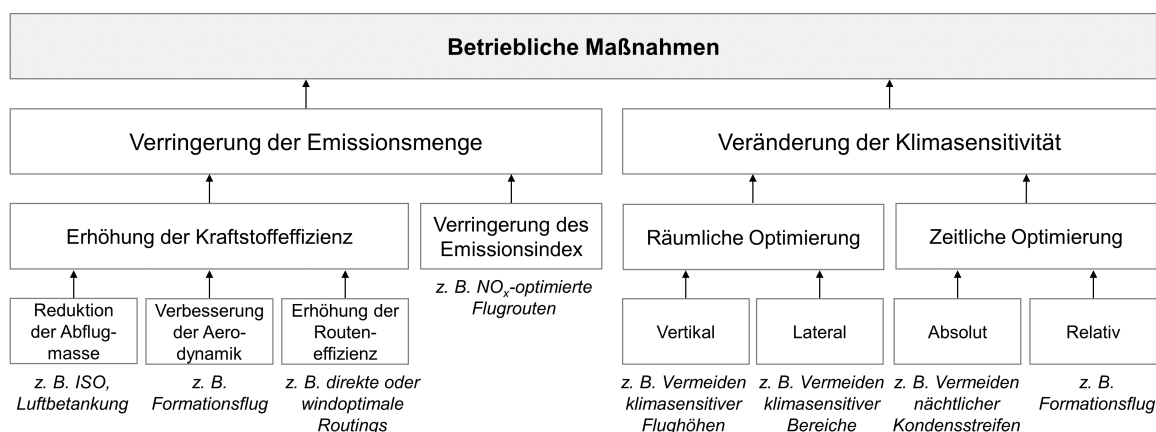 Betriebliche Maßnahmen
Verringerung der Emissionsmenge
Veränderung der Klimasensitivität
Erhöhung der Kraftstoffeffizienz
Verringerung des
Emissionsindex
z. B. NOx-optimierte
Flugrouten
Räumliche Optimierung
Zeitliche Optimierung
Reduktion
der Abflug-
masse
z. B. ISO,
Luftbetankung
Verbesserung
der Aero-
dynamik
z. B.
Formationsflug
Erhöhung der
Routen-
effizienz
z. B. direkte oder
windoptimale
Routings
Vertikal
z. B. Vermeiden
klimasensitiver
Flughöhen
Lateral
z. B. Vermeiden
klimasensitiver
Bereiche
Absolut
z. B. Vermeiden
nächtlicher
Kondensstreifen
Relativ
z. B.
Formationsflug